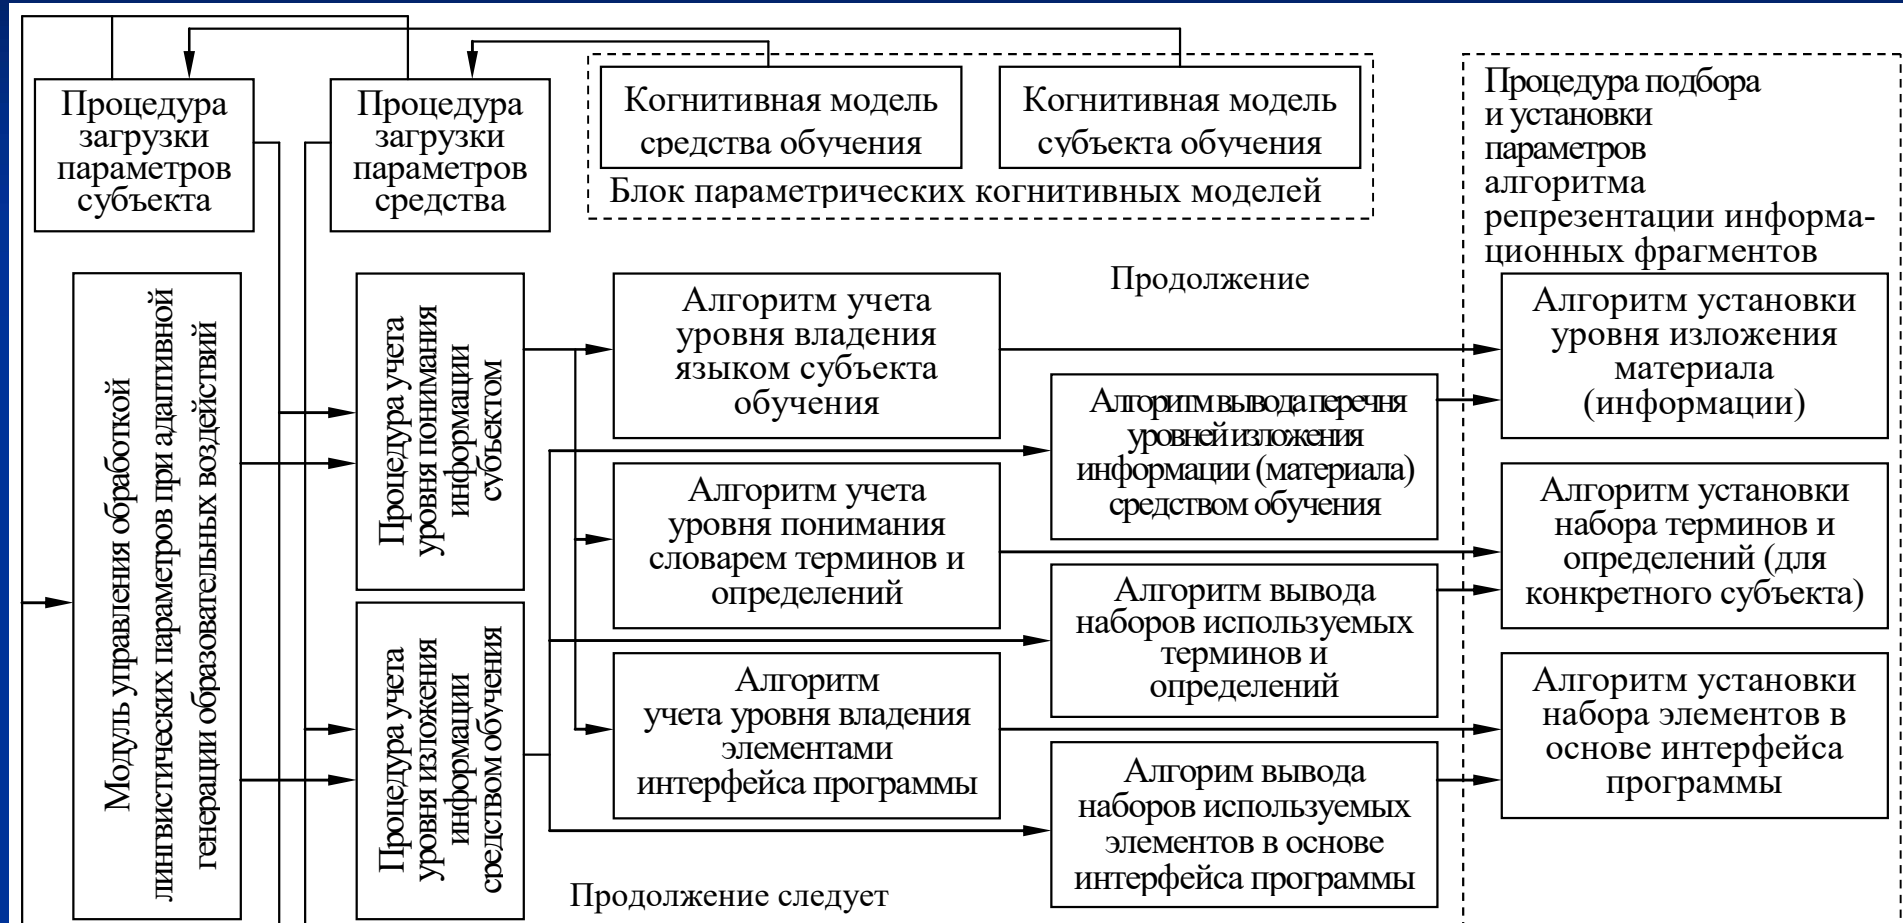 Процедура
загрузки
параметров
субъекта
Процедура
загрузки
параметров
средства
Когнитивная модель
средства обучения
Когнитивная модель
субъекта обучения
Блок параметрических когнитивных моделей
Процедура подбора
и установки
параметров
алгоритма
репрезентации информа-
ционных фрагментов
Продолжение
Модуль управления обработкой
лингвистических параметров при адаптивной
генерации образовательных воздействий
Процедура учета
уровня понимания
информации
субъектом
Процедура учета
уровня изложения
информации
средством обучения
Алгоритм учета
уровня владения
языком субъекта
обучения
Алгоритм учета
уровня понимания
словарем терминов и
определений
Алгоритм
учета уровня владения
элементами
интерфейса программы
Алгоритм вывода перечня
уровней изложения
информации (материала)
средством обучения
Алгоритм вывода
наборов используемых
терминов и
определений
Алгорим вывода
наборов используемых
элементов в основе
интерфейса программы
Алгоритм установки
уровня изложения
материала
(информации)
Алгоритм установки
набора терминов и
определений (для
конкретного субъекта)
Алгоритм установки
набора элементов в
основе интерфейса
программы
Продолжение следует